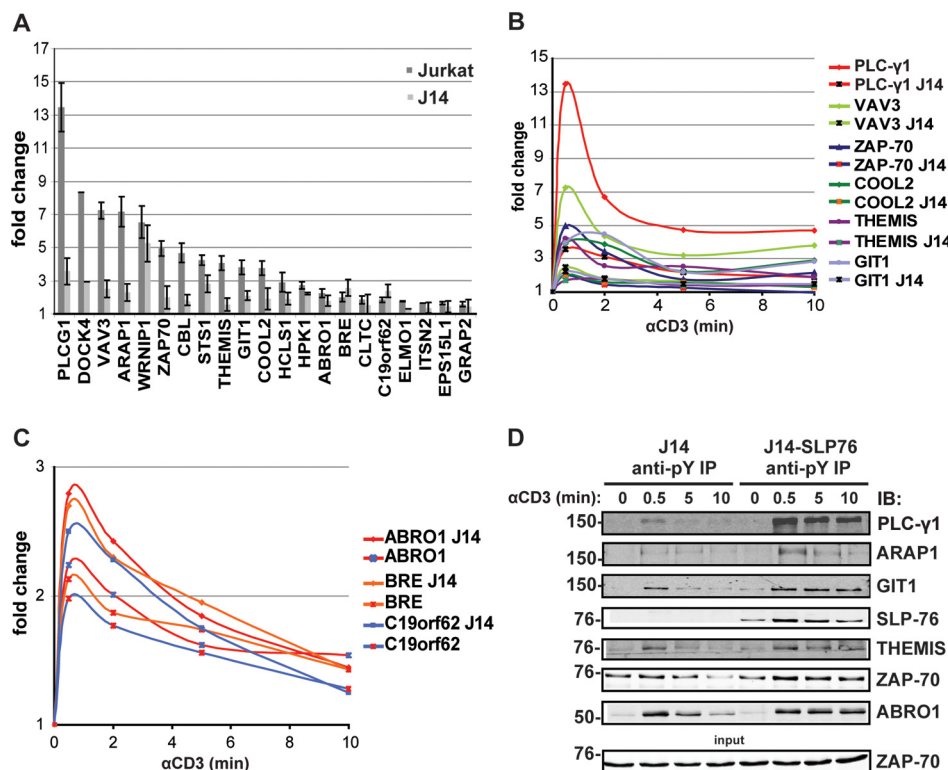 A
fold change
17
15
13
11
9
7
5
3
1
Jurkat
J14
PLCG1
DOCK4
VAV3
ARAP1
WRNIP1
ZAP70
CBL
STS1
THEMIS
GIT1
COOL2
HCLS1
HPK1
ABRO1
BRE
CLTC
C19orf62
ELMO1
ITSN2
EPS15L1
GRAP2
B
fold change
15
13
11
9
7
5
3
1
0 2 4 6 8 10
αCD3 (min)
PLC-γ1
PLC-γ1 J14
VAV3
VAV3 J14
ZAP-70
ZAP-70 J14
COOL2
COOL2 J14
THEMIS
THEMIS J14
GIT1
GIT1 J14
C
fold change
3
2
1
0 2 4 6 8 10
αCD3 (min)
ABRO1 J14
ABRO1
BRE J14
BRE
C19orf62 J14
C19orf62
D
J14 J14-SLP76
anti-pY IP anti-pY IP
αCD3 (min): 0 0.5 5 10 0 0.5 5 10 IB:
150- PLC-γ1
150- ARAP1
150- GIT1
76- SLP-76
76- THEMIS
76- ZAP-70
50- ABRO1
input
76- ZAP-70